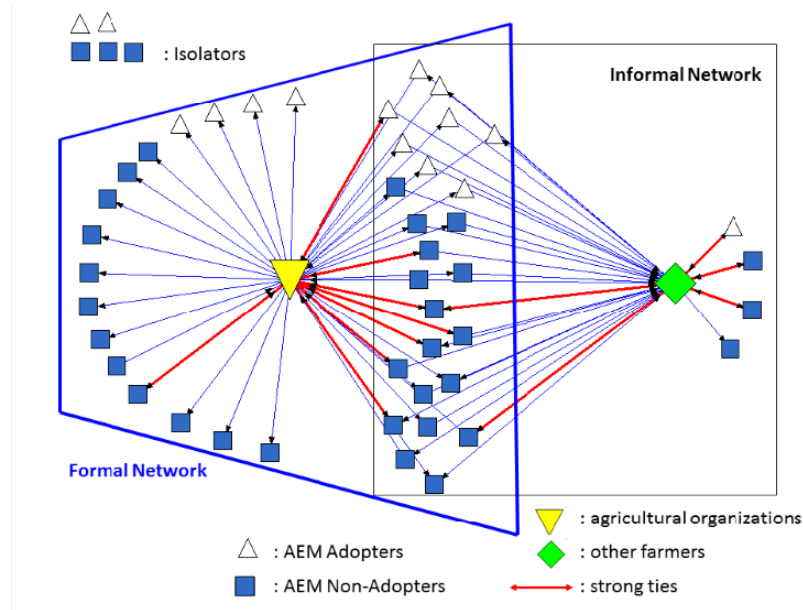 : Isolators
Informal Network
Formal Network
: agricultural organizations
: AEM Adopters
: other farmers
: AEM Non-Adopters
: strong ties